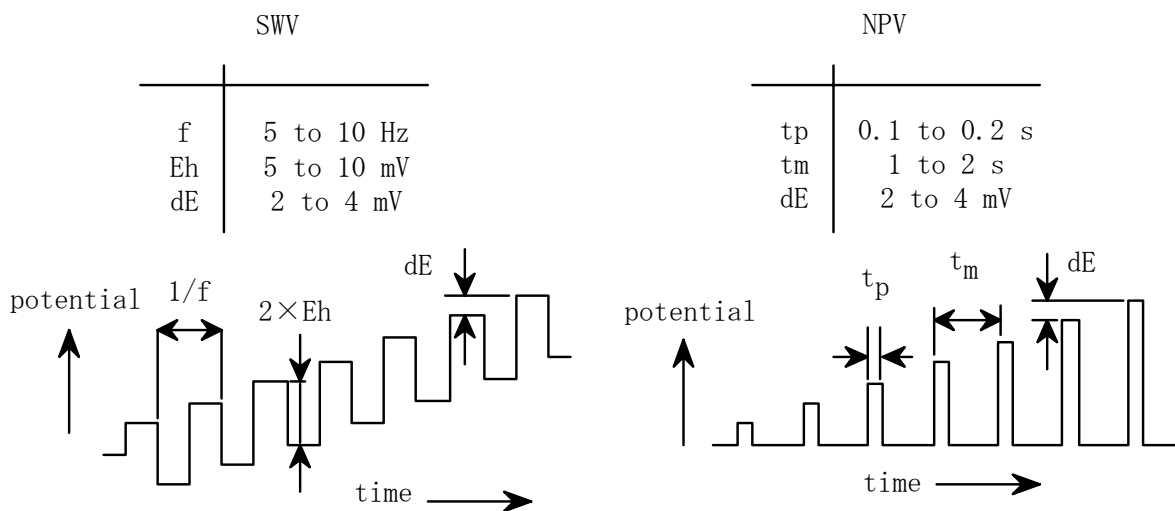 SWV
f 5 to 10 Hz
Eh 5 to 10 mV
dE 2 to 4 mV
dE
1/f
2×Eh
potential
time
NPV
tp 0.1 to 0.2 s
tm 1 to 2 s
dE 2 to 4 mV
tp
tm
dE
potential
time